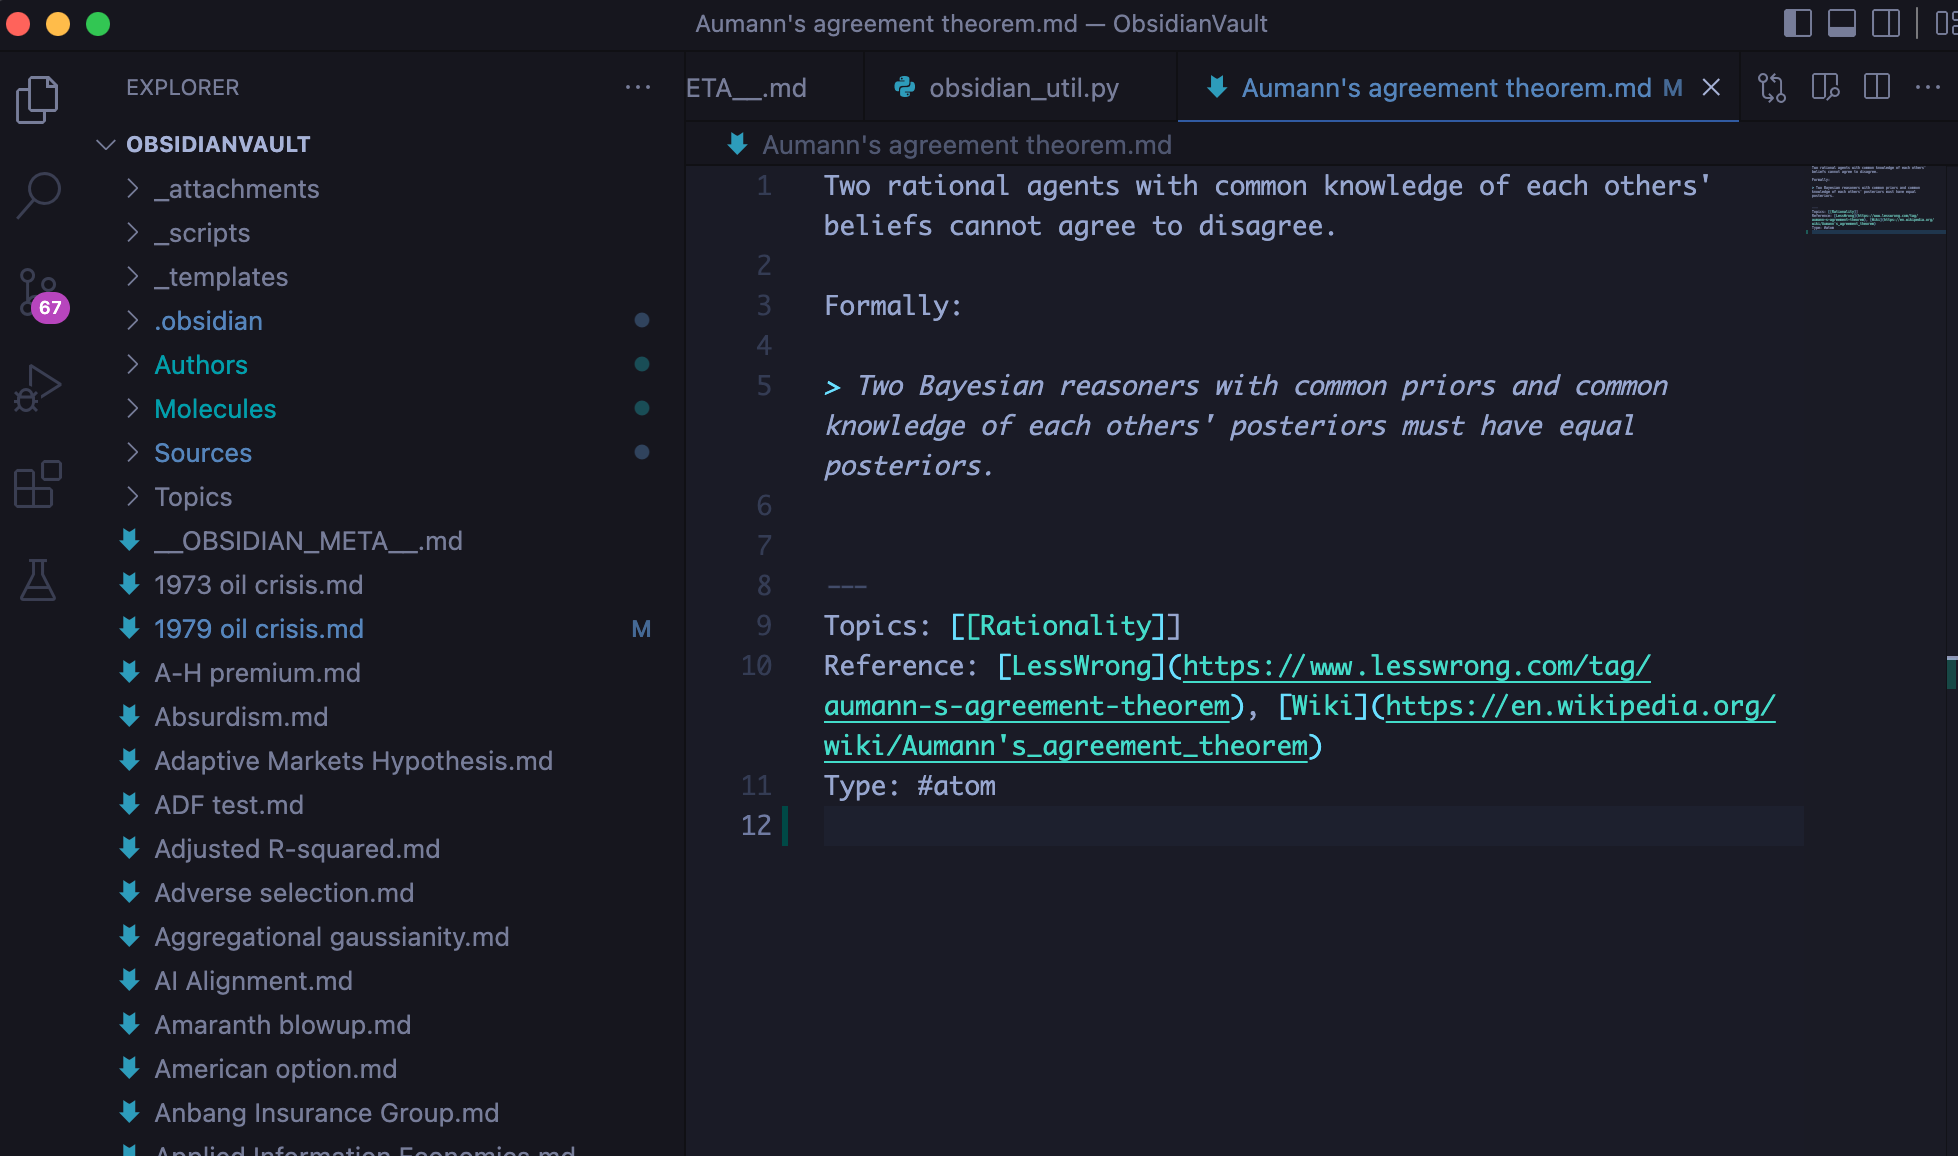 Aumann's agreement theorem.md — ObsidianVault
EXPLORER
OBSIDIANVAULT
_attachments
_scripts
_templates
.obsidian
Authors
Molecules
Sources
Topics
__OBSIDIAN_META__.md
1973 oil crisis.md
1979 oil crisis.md M
A-H premium.md
Absurdism.md
Adaptive Markets Hypothesis.md
ADF test.md
Adjusted R-squared.md
Adverse selection.md
Aggregational gaussianity.md
AI Alignment.md
Amaranth blowup.md
American option.md
Anbang Insurance Group.md
Applied Information Economics.md
67
ETA__.md
obsidian_util.py
Aumann's agreement theorem.md M
Aumann's agreement theorem.md
1 Two rational agents with common knowledge of each others'
beliefs cannot agree to disagree.
2
3 Formally:
4
5 > Two Bayesian reasoners with common priors and common
knowledge of each others' posteriors must have equal
posteriors.
6
7
8 ---
9 Topics: [[Rationality]]
10 Reference: [LessWrong](https://www.lesswrong.com/tag/
aumann-s-agreement-theorem), [Wiki](https://en.wikipedia.org/
wiki/Aumann's_agreement_theorem)
11 Type: #atom
12